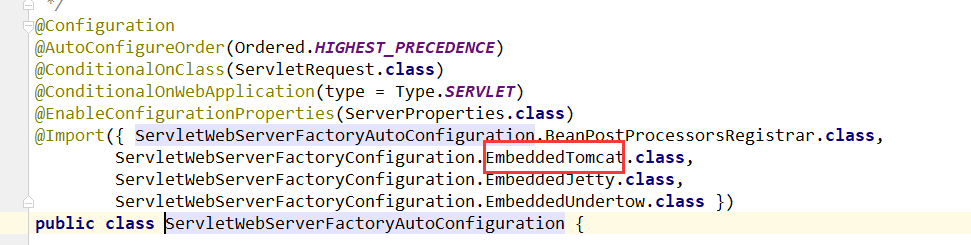 */
@Configuration
@AutoConfigureOrder(Ordered.HIGHEST_PRECEDENCE)
@ConditionalOnClass(ServletRequest.class)
@ConditionalOnWebApplication(type = Type.SERVLET)
@EnableConfigurationProperties(ServerProperties.class)
@Import({ ServletWebServerFactoryAutoConfiguration.BeanPostProcessorsRegistrar.class,
ServletWebServerFactoryConfiguration.EmbeddedTomcat.class,
ServletWebServerFactoryConfiguration.EmbeddedJetty.class,
ServletWebServerFactoryConfiguration.EmbeddedUndertow.class })
public class ServletWebServerFactoryAutoConfiguration {